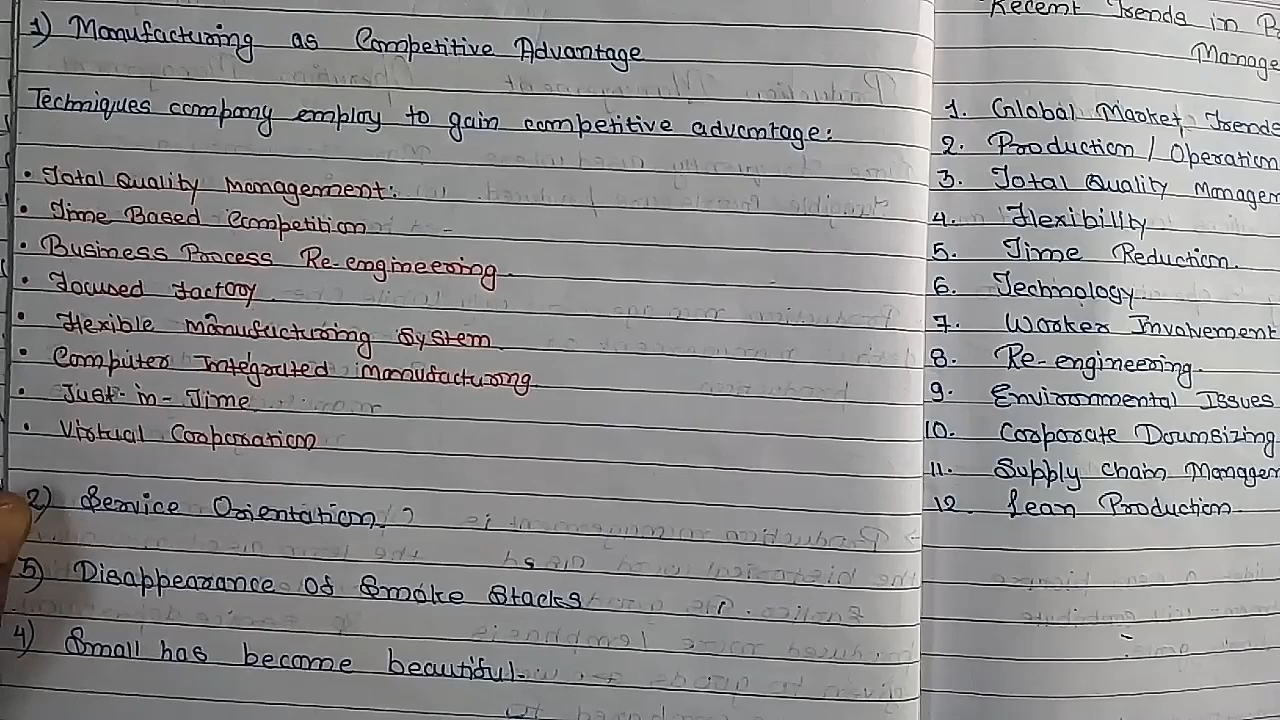 1) Manufacturing as Competitive Advantage
Techniques company employ to gain competitive advantage:
• Total Quality Management:
• Time Based Competition -
• Business Process Re-engineering
• Focused factory
• Flexible manufacturing System
• Computer Integrated manufacturing
• Just-in-Time
• Virtual Corporation
2) Service Orientation
3) Disappearance of Smoke Stacks
4) Small has become beautiful.
Recent Trends in
Manage
1. Global Market Trends
2. Production / Operation
3. Total Quality Managem
4. Flexibility
5. Time Reduction.
6. Technology
7. Worker Involvement
8. Re-engineering
9. Environmental Issues
10. Corporate Downsizing
11. Supply Chain Managem
12. Lean Production